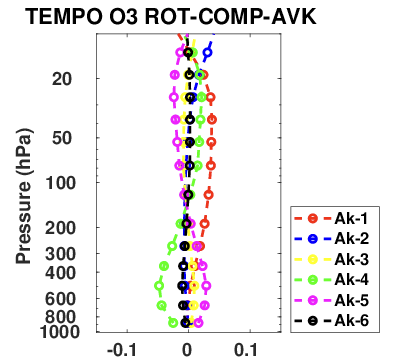 TEMPO O3 ROT-COMP-AVK
Pressure (hPa)
20
50
100
200
300
400
600
800
1000
-0.1
0
0.1
Ak-1
Ak-2
Ak-3
Ak-4
Ak-5
Ak-6